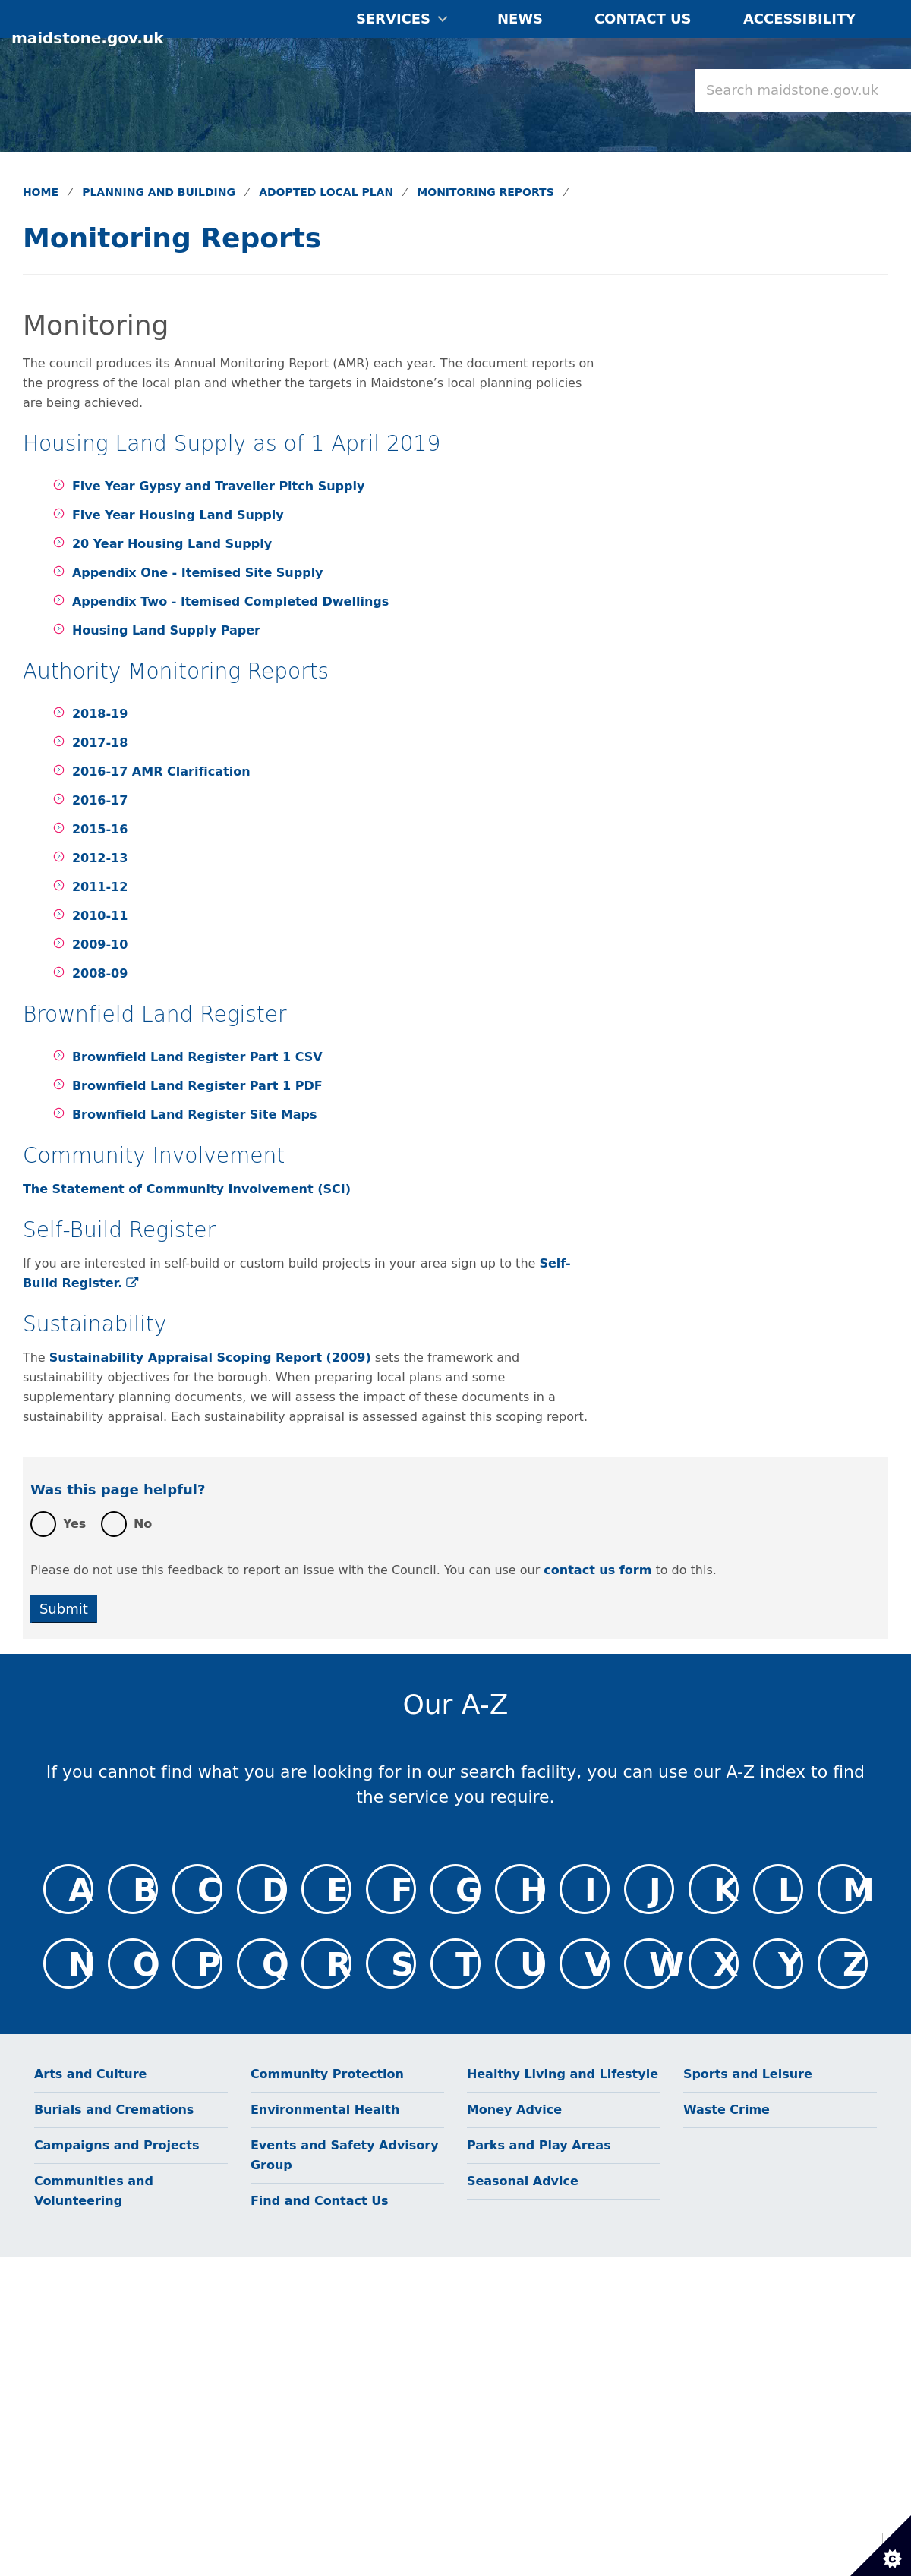 SERVICES
NEWS
CONTACT US
ACCESSIBILITY
maidstone.gov.uk
Search maidstone.gov.uk
HOME / PLANNING AND BUILDING / ADOPTED LOCAL PLAN / MONITORING REPORTS /
Monitoring Reports
Monitoring
The council produces its Annual Monitoring Report (AMR) each year. The document reports on
the progress of the local plan and whether the targets in Maidstone’s local planning policies
are being achieved.
Housing Land Supply as of 1 April 2019
Five Year Gypsy and Traveller Pitch Supply
Five Year Housing Land Supply
20 Year Housing Land Supply
Appendix One - Itemised Site Supply
Appendix Two - Itemised Completed Dwellings
Housing Land Supply Paper
Authority Monitoring Reports
2018-19
2017-18
2016-17 AMR Clarification
2016-17
2015-16
2012-13
2011-12
2010-11
2009-10
2008-09
Brownfield Land Register
Brownfield Land Register Part 1 CSV
Brownfield Land Register Part 1 PDF
Brownfield Land Register Site Maps
Community Involvement
The Statement of Community Involvement (SCI)
Self-Build Register
If you are interested in self-build or custom build projects in your area sign up to the Self-
Build Register.
Sustainability
The Sustainability Appraisal Scoping Report (2009) sets the framework and
sustainability objectives for the borough. When preparing local plans and some
supplementary planning documents, we will assess the impact of these documents in a
sustainability appraisal. Each sustainability appraisal is assessed against this scoping report.
Was this page helpful?
Yes No
Please do not use this feedback to report an issue with the Council. You can use our contact us form to do this.
Submit
Our A-Z
If you cannot find what you are looking for in our search facility, you can use our A-Z index to find
the service you require.
A B C D E F G H I J K L M
N O P Q R S T U V W X Y Z
Arts and Culture
Burials and Cremations
Campaigns and Projects
Communities and
Volunteering
Community Protection
Environmental Health
Events and Safety Advisory
Group
Find and Contact Us
Healthy Living and Lifestyle
Money Advice
Parks and Play Areas
Seasonal Advice
Sports and Leisure
Waste Crime
C